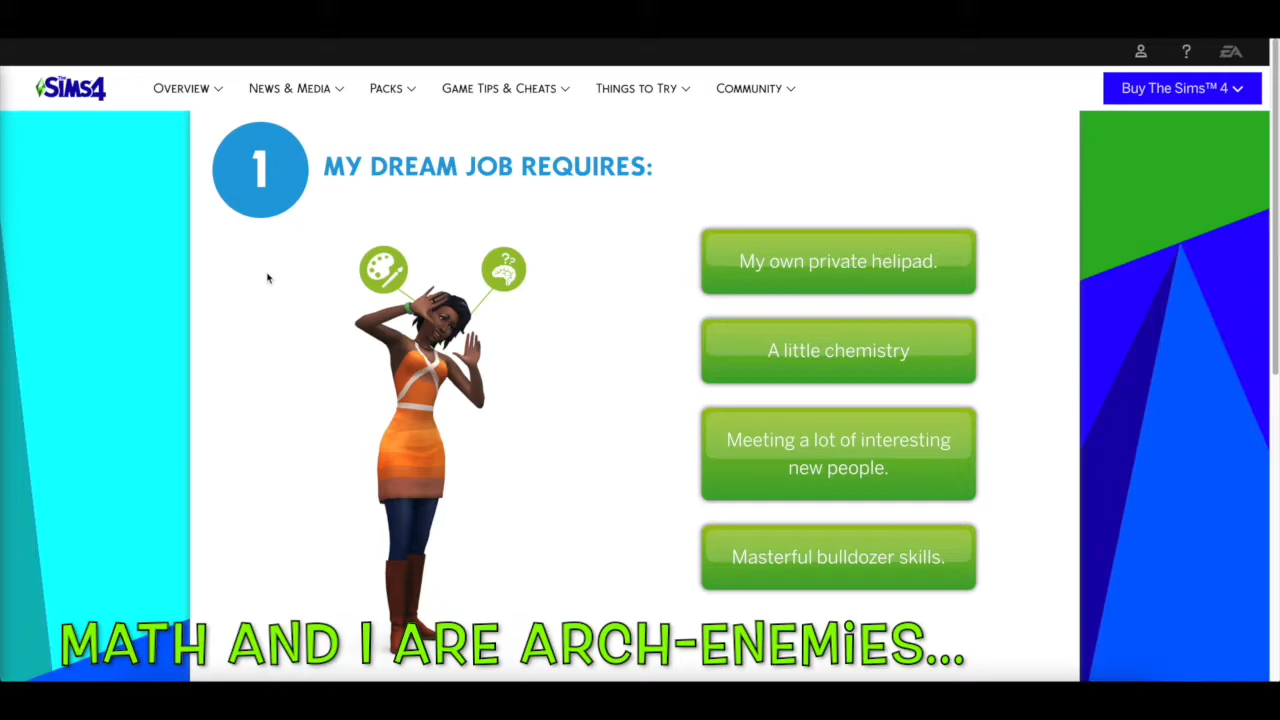 EA
The SiMS4
OVERVIEW
NEWS & MEDIA
PACKS
GAME TIPS & CHEATS
THINGS TO TRY
COMMUNITY
Buy The Sims™ 4
1
MY DREAM JOB REQUIRES:
??
My own private helipad.
A little chemistry
Meeting a lot of interesting
new people.
Masterful bulldozer skills.
MATH AND I ARE ARCH-ENEMiES...